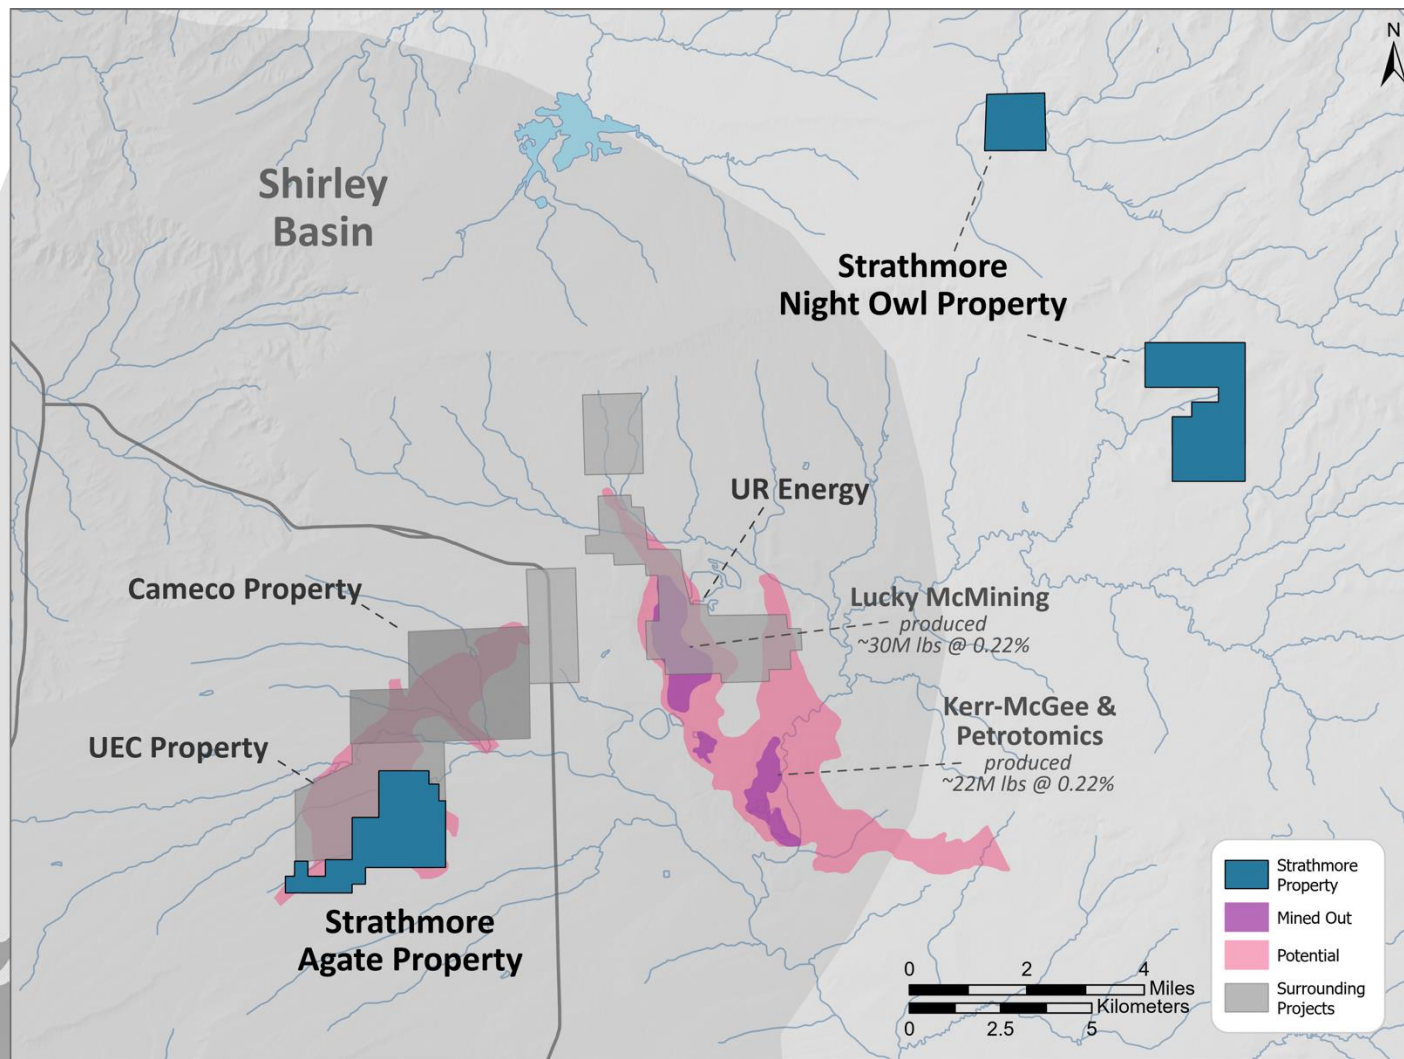 N
Shirley
Basin
Strathmore
Night Owl Property
UR Energy
Cameco Property
Lucky McMining
produced
~30M lbs @ 0.22%
Kerr-McGee &
Petrotomics
produced
~22M lbs @ 0.22%
UEC Property
Strathmore
Agate Property
Strathmore
Property
Mined Out
Potential
Surrounding
Projects
0 2 4
Miles
Kilometers
0 2.5 5